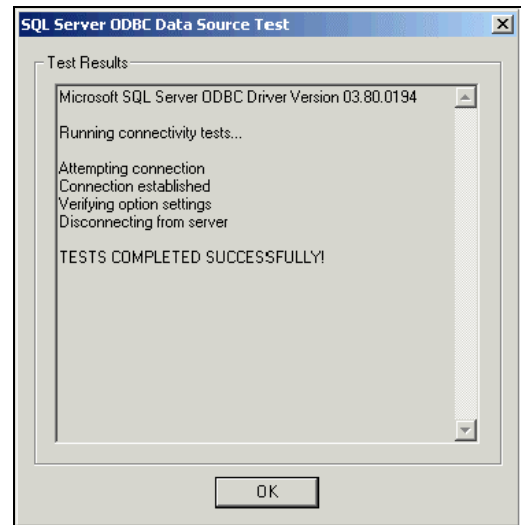 SQL Server ODBC Data Source Test
Test Results
Microsoft SQL Server ODBC Driver Version 03.80.0194
Running connectivity tests...
Attempting connection
Connection established
Verifying option settings
Disconnecting from server
TESTS COMPLETED SUCCESSFULLY!
OK